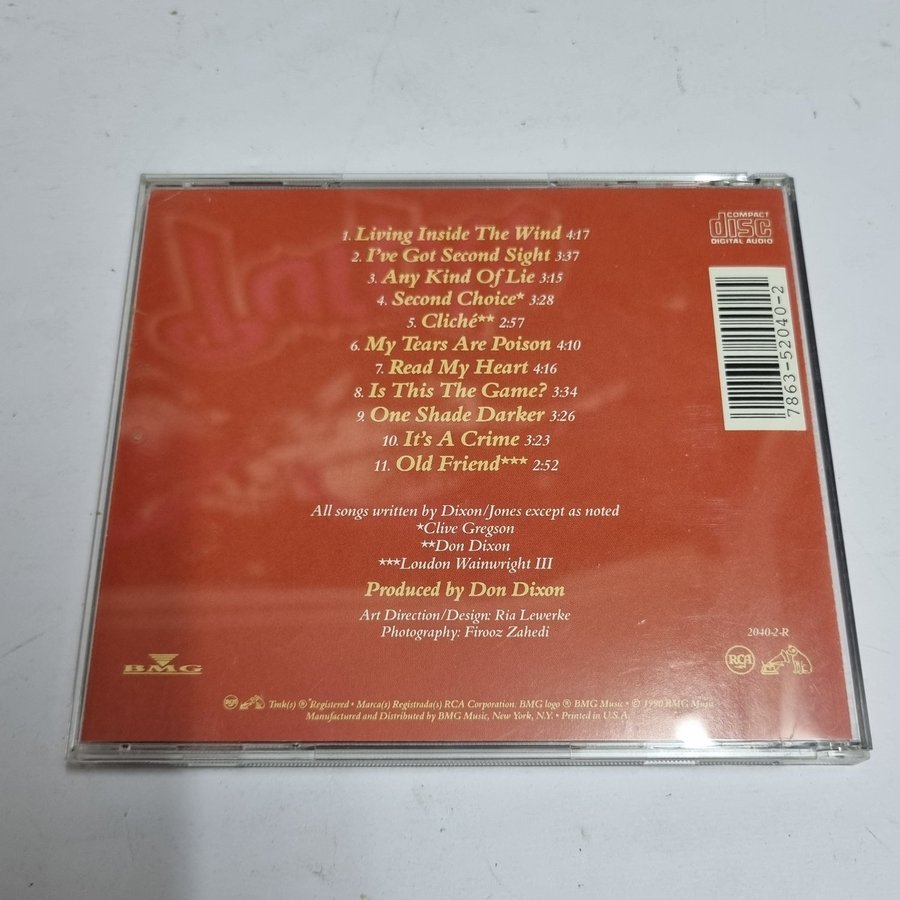 COMPACT
disc
DIGITAL AUDIO
1. Living Inside The Wind 4:17
2. I've Got Second Sight 3:37
3. Any Kind Of Lie 3:15
4. Second Choice* 3:28
5. Cliché** 2:57
6. My Tears Are Poison 4:10
7. Read My Heart 4:16
8. Is This The Game? 3:34
9. One Shade Darker 3:26
10. It's A Crime 3:23
11. Old Friend*** 2:52
7863-52040-2
All songs written by Dixon/Jones except as noted
*Clive Gregson
**Don Dixon
***Loudon Wainwright III
Produced by Don Dixon
Art Direction/Design: Ria Lewerke
Photography: Firooz Zahedi
2040-2-R
BMG
RCA
Tmk(s) ® Registered • Marca(s) Registrada(s) RCA Corporation. BMG logo ® BMG Music • © 1990 BMG Music
Manufactured and Distributed by BMG Music, New York, N.Y. • Printed in U.S.A.